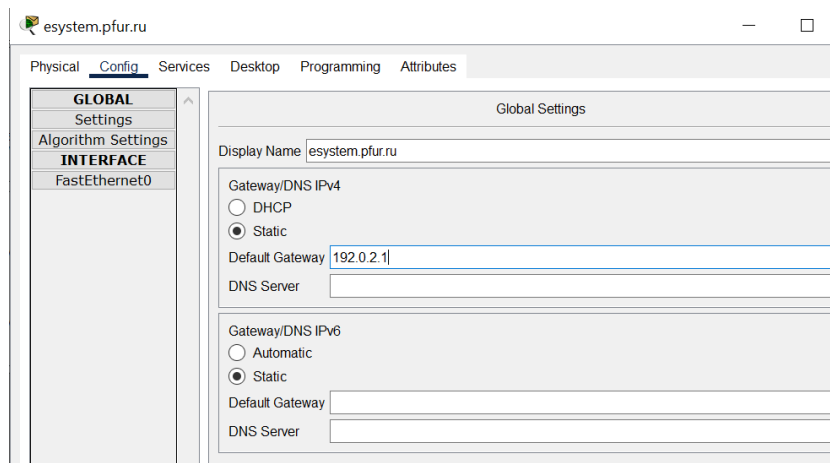 esystem.pfur.ru
Physical Config Services Desktop Programming Attributes
GLOBAL
Settings
Algorithm Settings
INTERFACE
FastEthernet0
Global Settings
Display Name esystem.pfur.ru
Gateway/DNS IPv4
DHCP
Static
Default Gateway 192.0.2.1
DNS Server
Gateway/DNS IPv6
Automatic
Static
Default Gateway
DNS Server